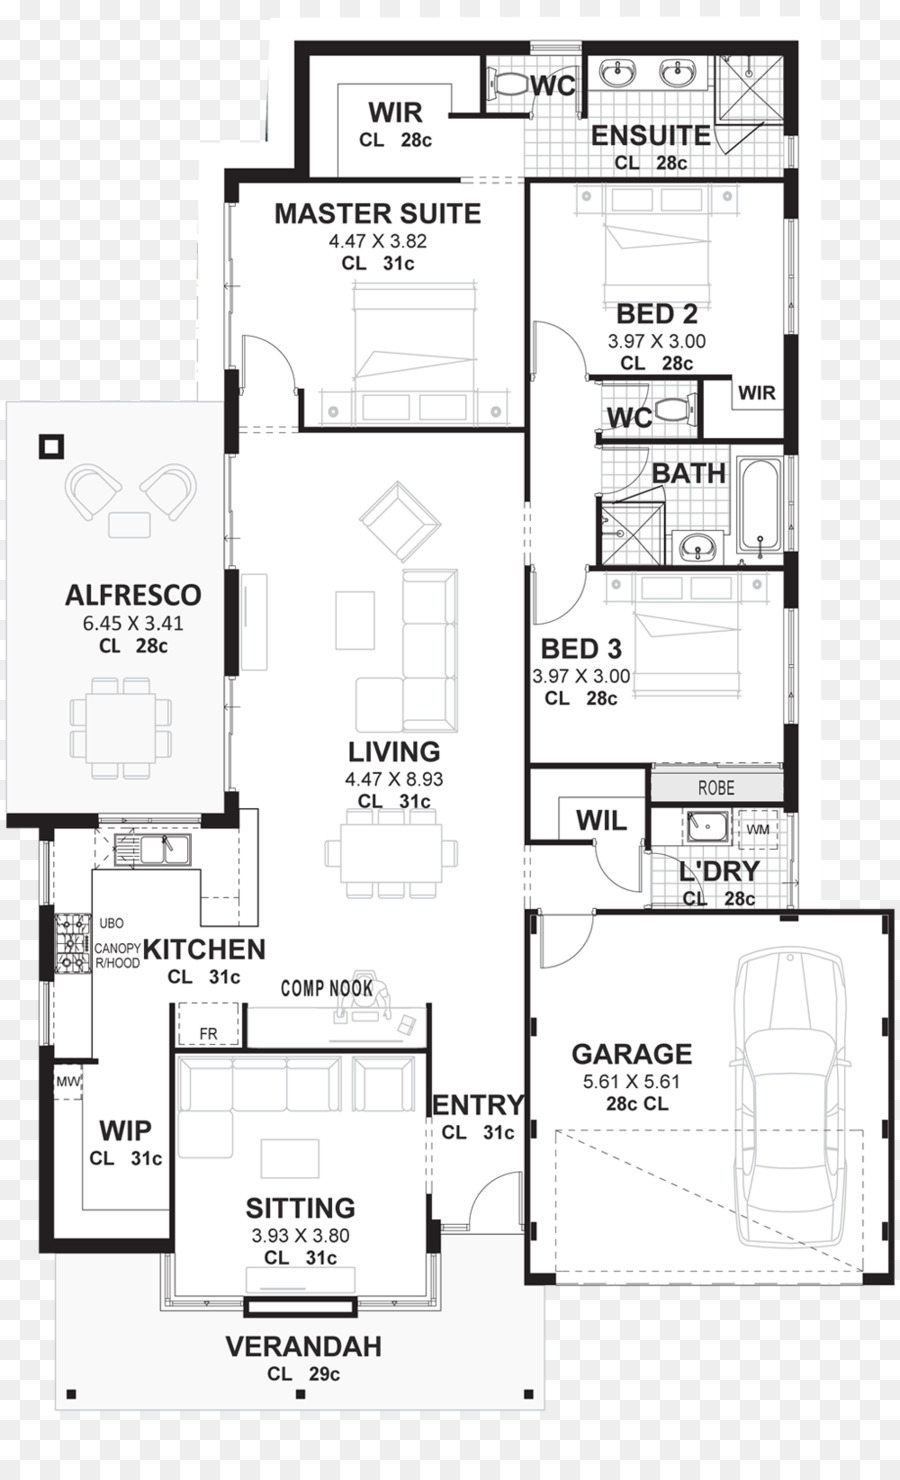 WIR
CL 28c
WC
ENSUITE
CL 28c
MASTER SUITE
4.47 X 3.82
CL 31c
BED 2
3.97 X 3.00
CL 28c
WIR
WC
BATH
ALFRESCO
6.45 X 3.41
CL 28c
BED 3
3.97 X 3.00
CL 28c
LIVING
4.47 X 8.93
CL 31c
ROBE
WIL
WM
L'DRY
CL 28c
UBO
CANOPY
R/HOOD
KITCHEN
CL 31c
COMP NOOK
FR
GARAGE
5.61 X 5.61
28c CL
MW
WIP
CL 31c
ENTRY
CL 31c
SITTING
3.93 X 3.80
CL 31c
VERANDAH
CL 29c